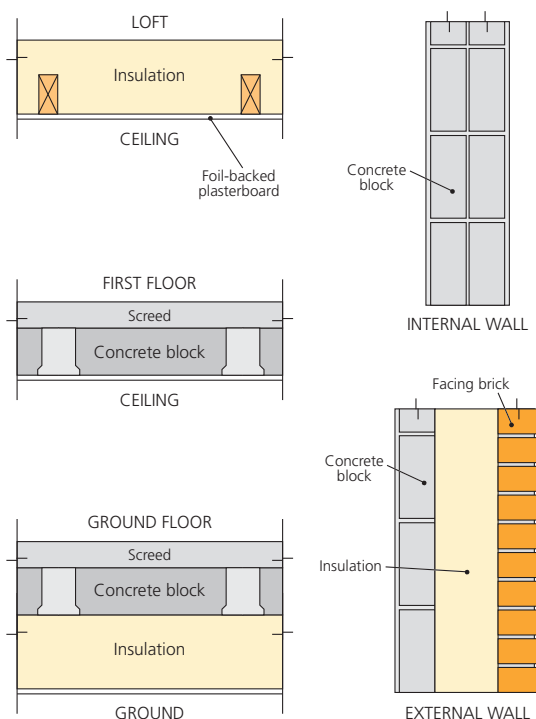 LOFT
Insulation
CEILING
Foil-backed
plasterboard
FIRST FLOOR
Screed
Concrete block
CEILING
GROUND FLOOR
Screed
Concrete block
Insulation
GROUND
Concrete
block
INTERNAL WALL
Facing brick
Concrete
block
Insulation
EXTERNAL WALL